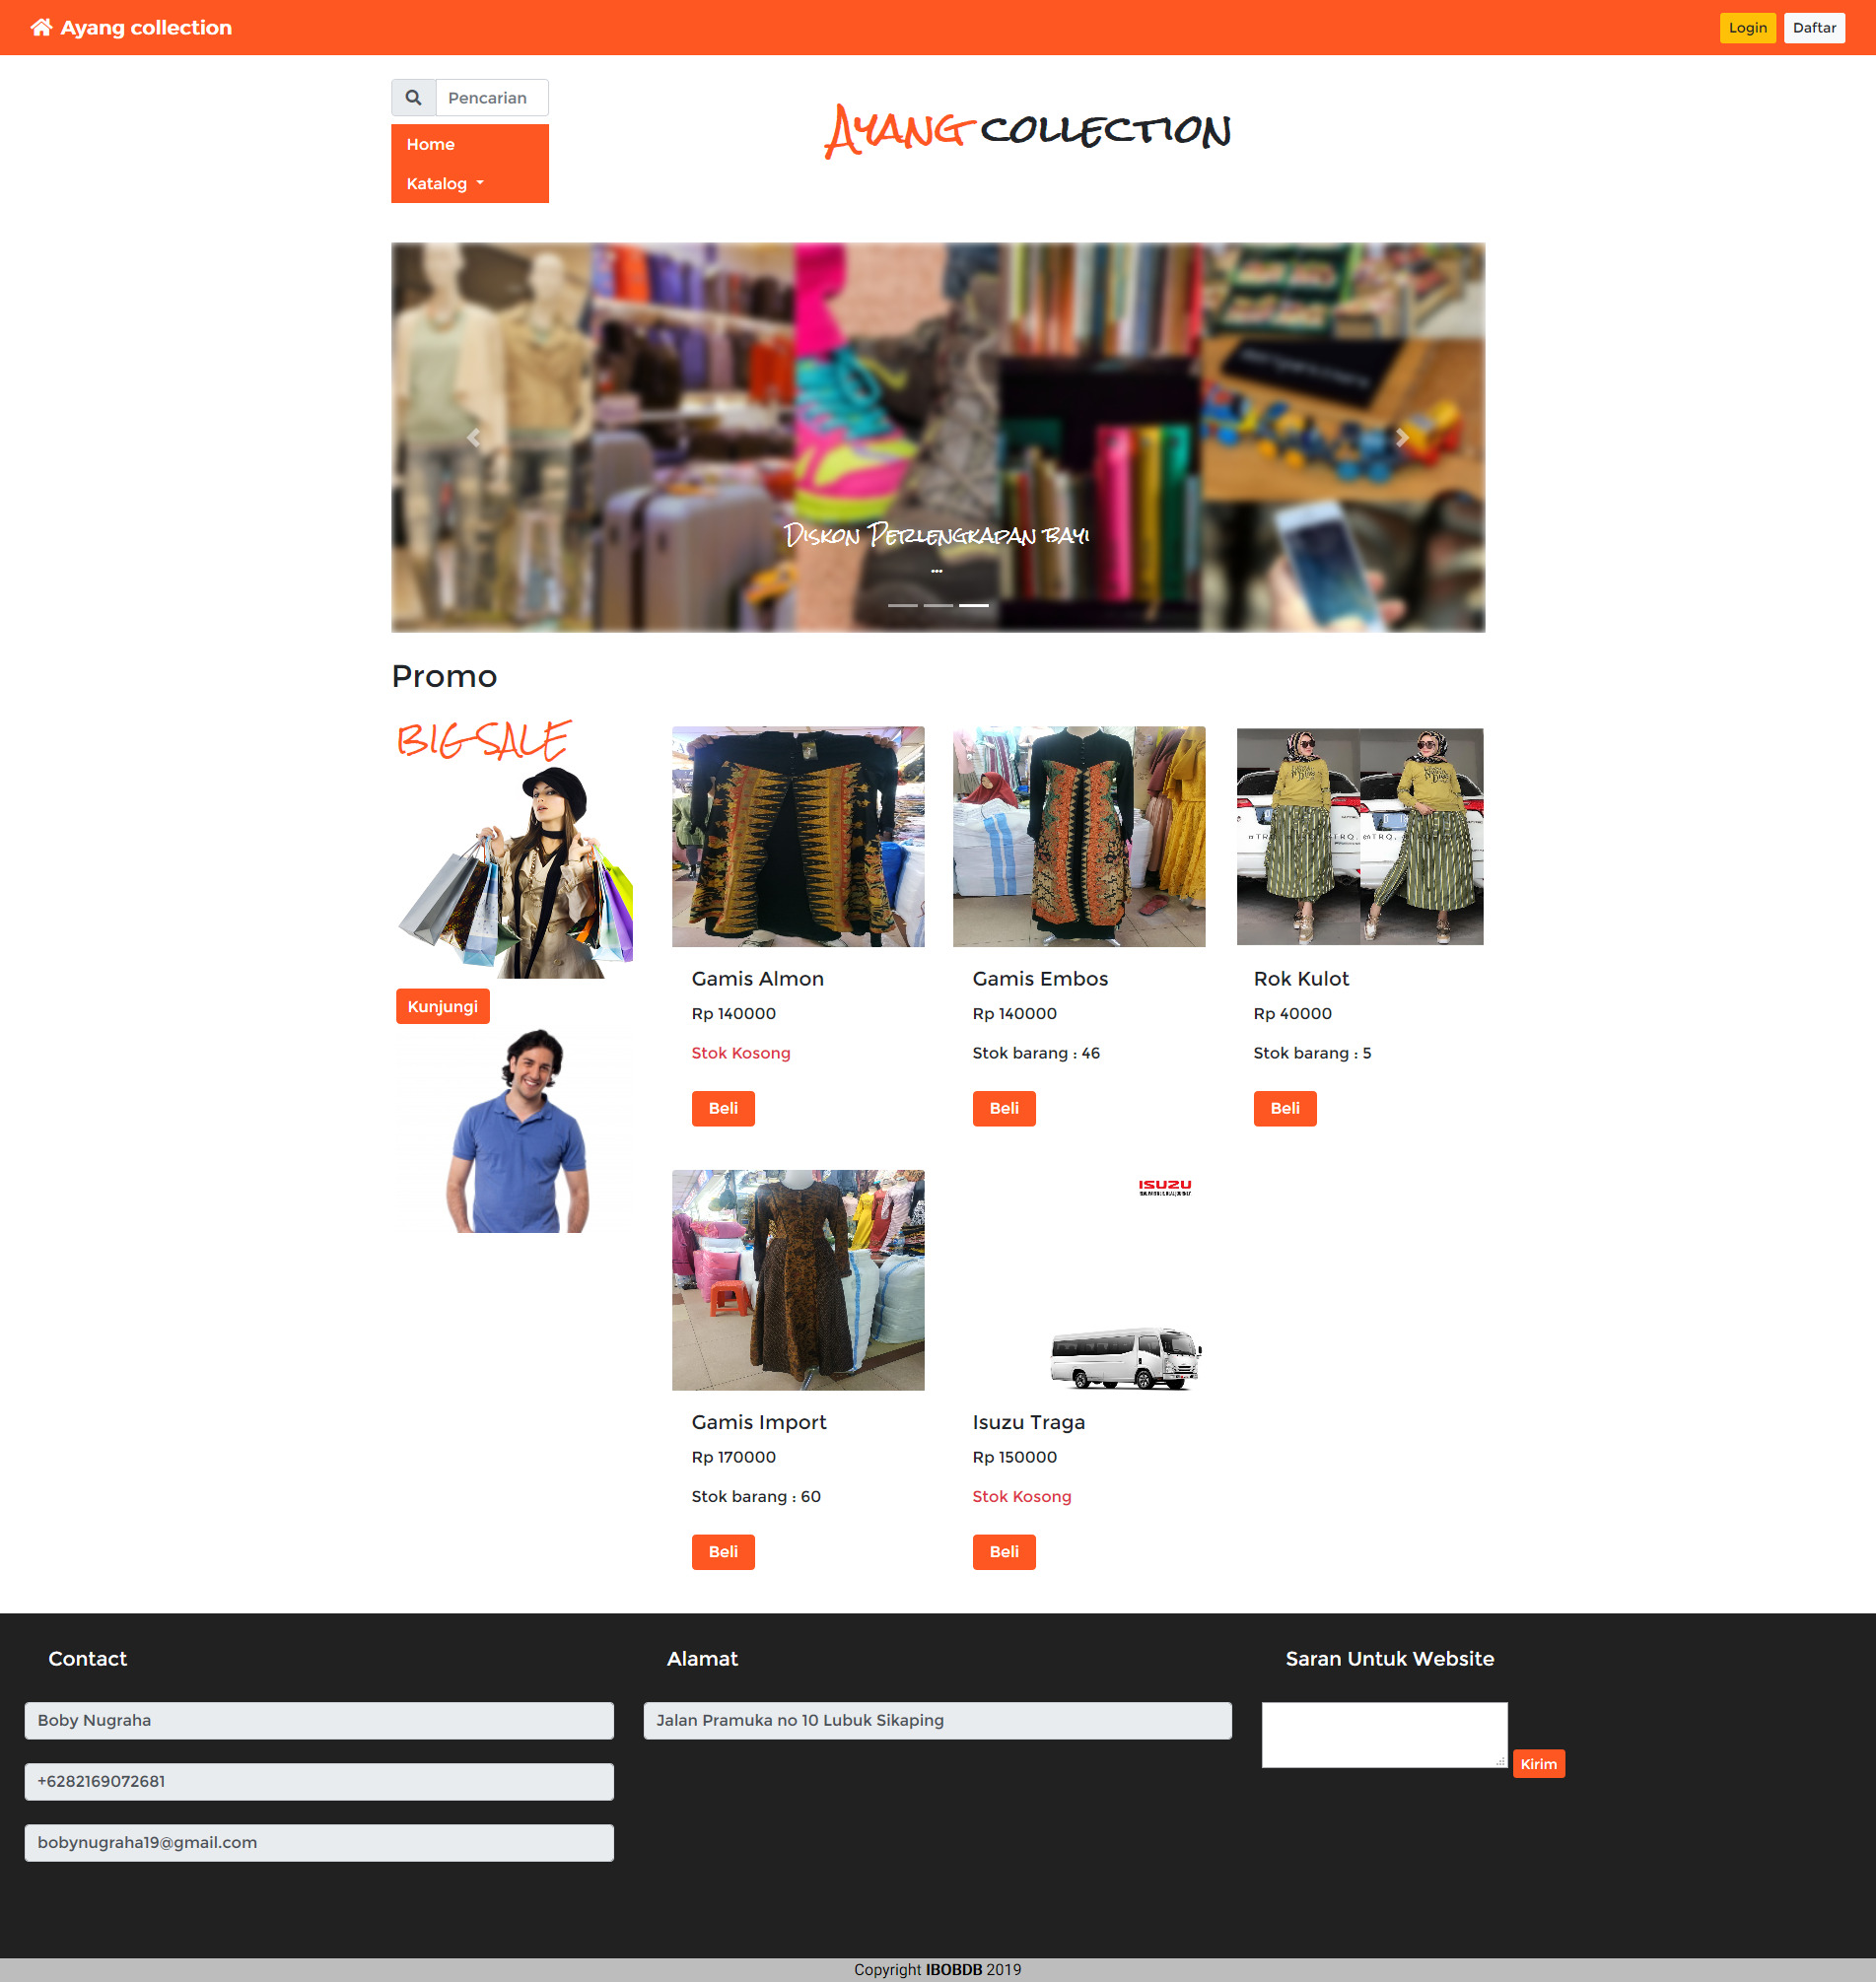 Ayang collection
Login
Daftar
Pencarian
Home
Katalog
Ayang collection
Diskon Perlengkapan bayi
...
Promo
BIG SALE
Kunjungi
Gamis Almon
Rp 140000
Stok Kosong
Beli
Gamis Embos
Rp 140000
Stok barang : 46
Beli
Rok Kulot
Rp 40000
Stok barang : 5
Beli
Gamis Import
Rp 170000
Stok barang : 60
Beli
ISUZU
Isuzu Traga
Rp 150000
Stok Kosong
Beli
Contact
Boby Nugraha
+6282169072681
bobynugraha19@gmail.com
Alamat
Jalan Pramuka no 10 Lubuk Sikaping
Saran Untuk Website
Kirim
Copyright IBOBDB 2019